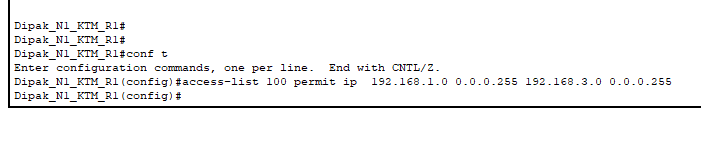 Dipak_N1_KTM_R1#
Dipak_N1_KTM_R1#
Dipak_N1_KTM_R1#conf t
Enter configuration commands, one per line.  End with CNTL/Z.
Dipak_N1_KTM_R1(config)#access-list 100 permit ip  192.168.1.0 0.0.0.255 192.168.3.0 0.0.0.255
Dipak_N1_KTM_R1(config)#